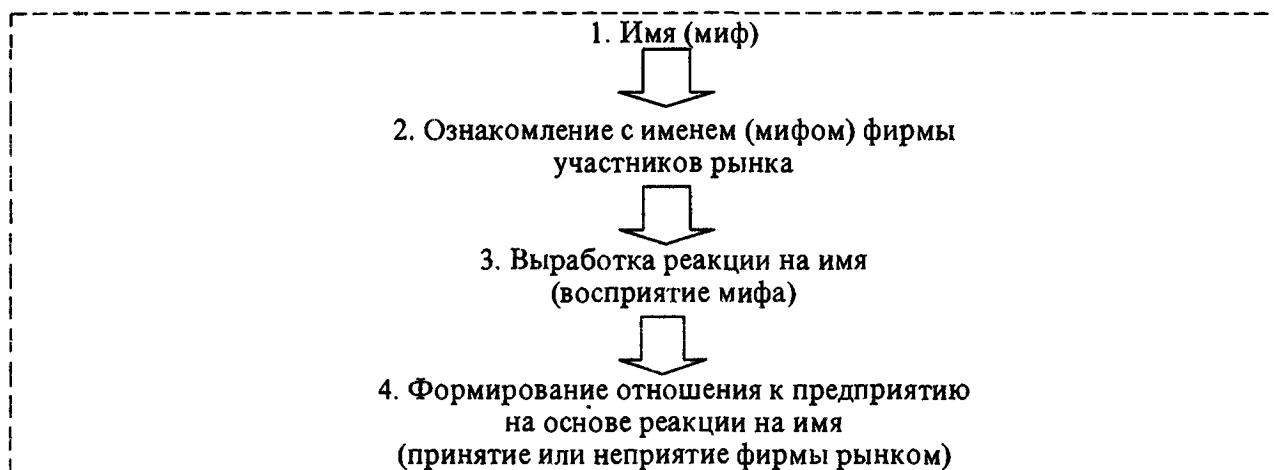 1. Имя (миф)
2. Ознакомление с именем (мифом) фирмы
участников рынка
3. Выработка реакции на имя
(восприятие мифа)
4. Формирование отношения к предприятию
на основе реакции на имя
(принятие или неприятие фирмы рынком)